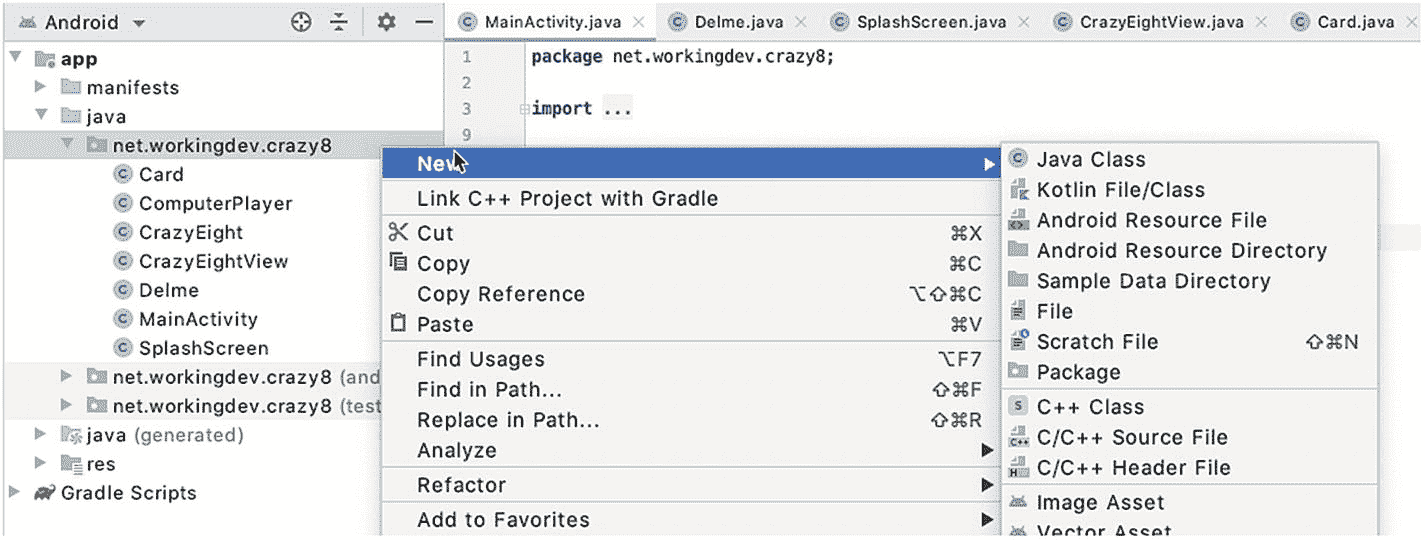 Android
MainActivity.java
Delme.java
SplashScreen.java
CrazyEightView.java
Card.java
app
manifests
java
net.workingdev.crazy8
Card
ComputerPlayer
CrazyEight
CrazyEightView
Delme
MainActivity
SplashScreen
net.workingdev.crazy8 (and
net.workingdev.crazy8 (test
java (generated)
res
Gradle Scripts
1 package net.workingdev.crazy8;
2
3 import ...
9
New
Link C++ Project with Gradle
Cut ⌘X
Copy ⌘C
Copy Reference ⌥⇧⌘C
Paste ⌘V
Find Usages ⌥F7
Find in Path... ⇧⌘F
Replace in Path... ⇧⌘R
Analyze
Refactor
Add to Favorites
Java Class
Kotlin File/Class
Android Resource File
Android Resource Directory
Sample Data Directory
File
Scratch File ⇧⌘N
Package
C++ Class
C/C++ Source File
C/C++ Header File
Image Asset
Vector Asset